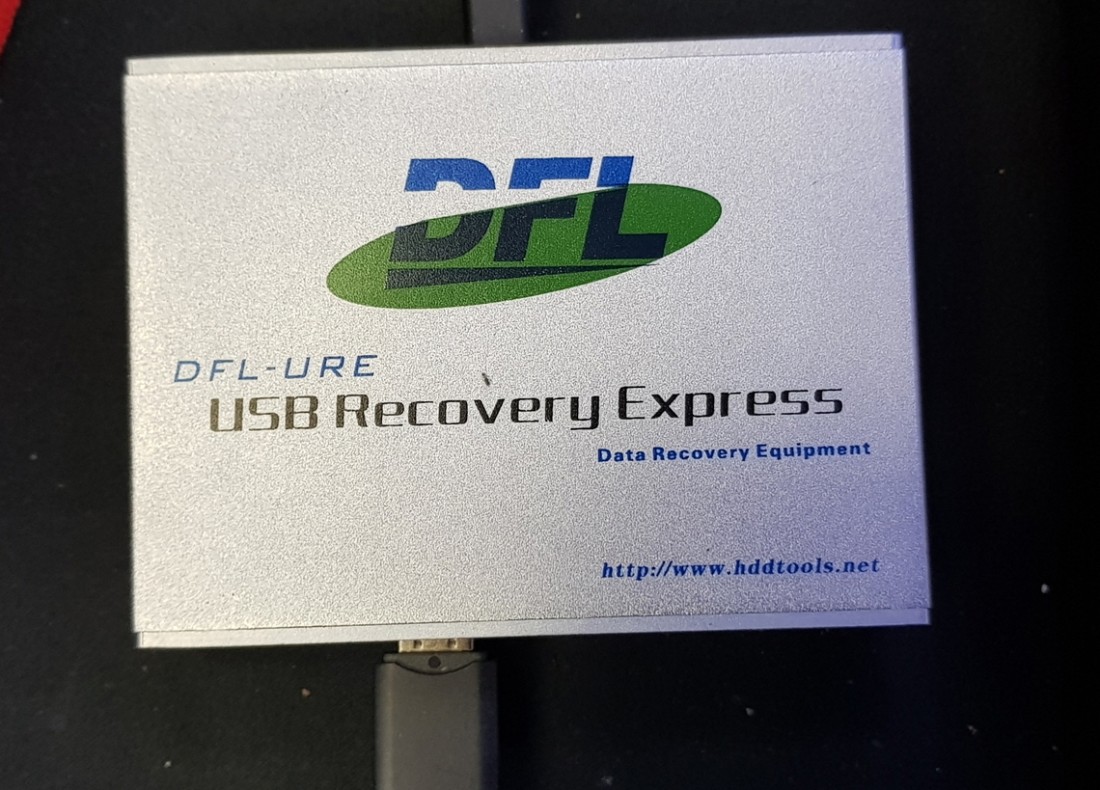 DFL
DFL-URE
USB Recovery Express
Data Recovery Equipment
http://www.hddtools.net